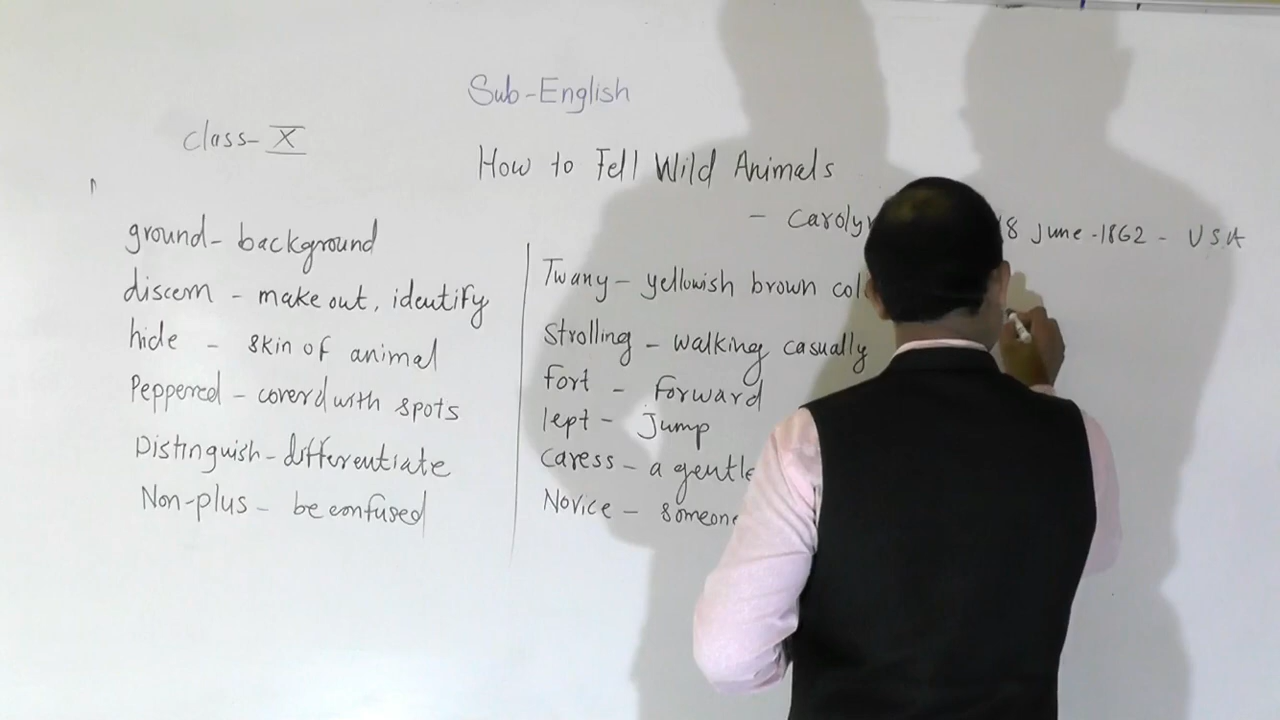 Sub-English
Class-X
How to Tell Wild Animals
- Carolyn 18 June-1862 - USA
ground- background
discern - make out, identify
hide - skin of animal
Peppered - coverd with spots
Distinguish - differentiate
Non-plus - be confused
Twany - yellowish brown col
Strolling - walking casually
fort - forward
lept - jump
caress - a gentle
Novice - someone